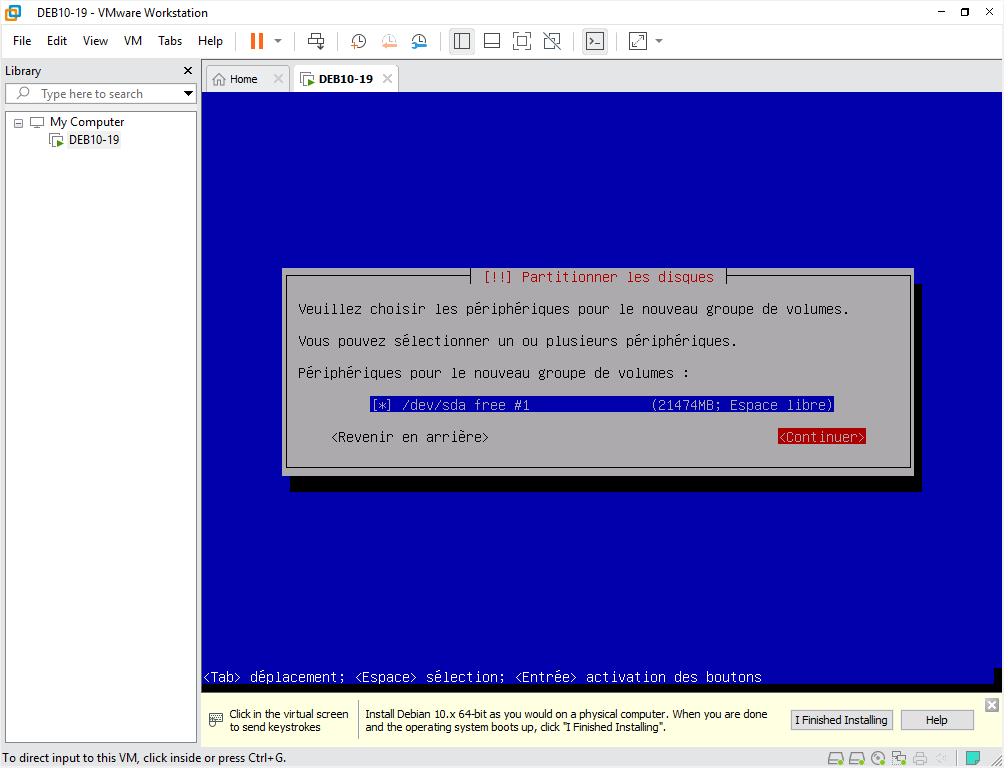 DEB10-19 - VMware Workstation
File Edit View VM Tabs Help
Library
Type here to search
My Computer
DEB10-19
Home
DEB10-19
[!!] Partitionner les disques
Veuillez choisir les périphériques pour le nouveau groupe de volumes.
Vous pouvez sélectionner un ou plusieurs périphériques.
Périphériques pour le nouveau groupe de volumes :
[*] /dev/sda free #1 (21474MB; Espace libre)
<Revenir en arrière> <Continuer>
<Tab> déplacement; <Espace> sélection; <Entrée> activation des boutons
Click in the virtual screen
to send keystrokes
Install Debian 10.x 64-bit as you would on a physical computer. When you are done
and the operating system boots up, click "I Finished Installing".
I Finished Installing
Help
To direct input to this VM, click inside or press Ctrl+G.